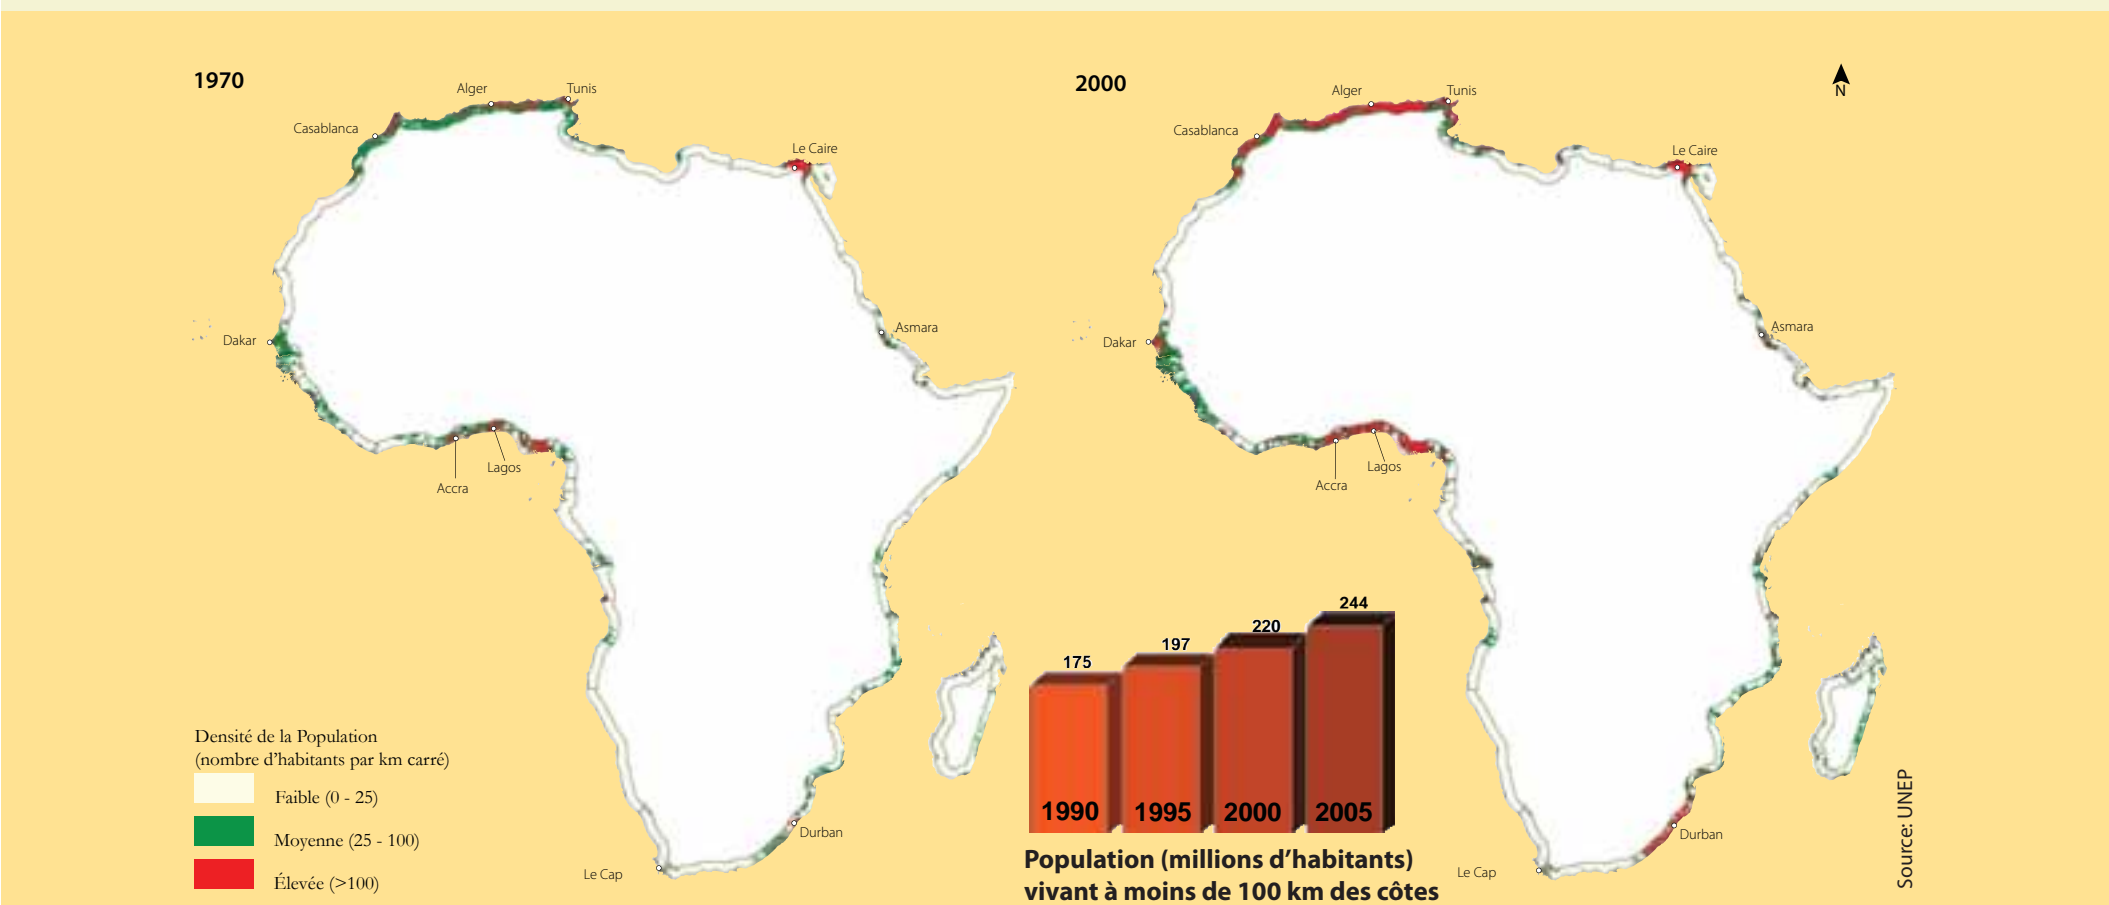 1970
Alger
Tunis
Casablanca
Le Caire
Dakar
Asmara
Lagos
Accra
Durban
Le Cap
Densité de la Population
(nombre d'habitants par km carré)
Faible (0 - 25)
Moyenne (25 - 100)
Élevée (>100)
2000
N
Alger
Tunis
Casablanca
Le Caire
Dakar
Asmara
Lagos
Accra
Durban
Le Cap
175
197
220
244
1990
1995
2000
2005
Population (millions d'habitants)
vivant à moins de 100 km des côtes
Source: UNEP